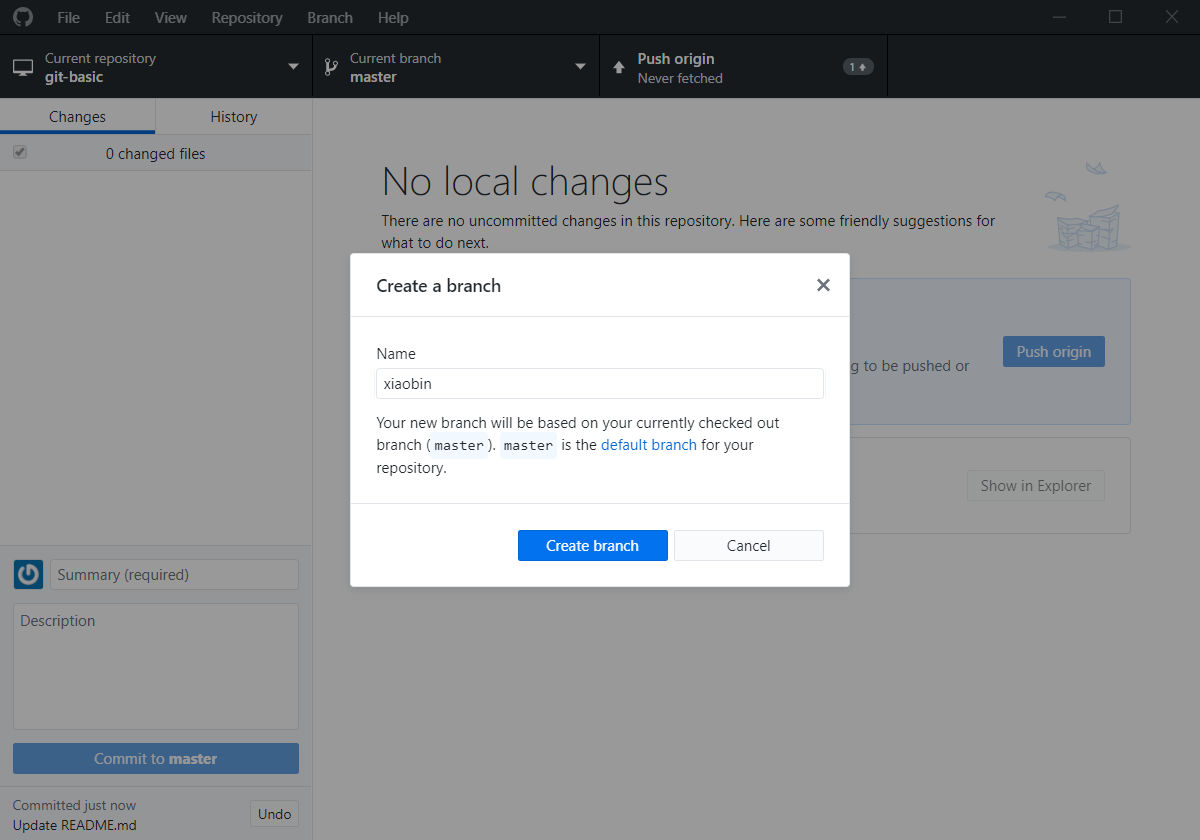 File Edit View Repository Branch Help
Current repository
git-basic
Current branch
master
Push origin
Never fetched
1
Changes History
0 changed files
No local changes
There are no uncommitted changes in this repository. Here are some friendly suggestions for
what to do next.
Create a branch
Name
xiaobin
Your new branch will be based on your currently checked out
branch (master). master is the default branch for your
repository.
Create branch Cancel
g to be pushed or
Push origin
Show in Explorer
Summary (required)
Description
Commit to master
Committed just now
Update README.md
Undo